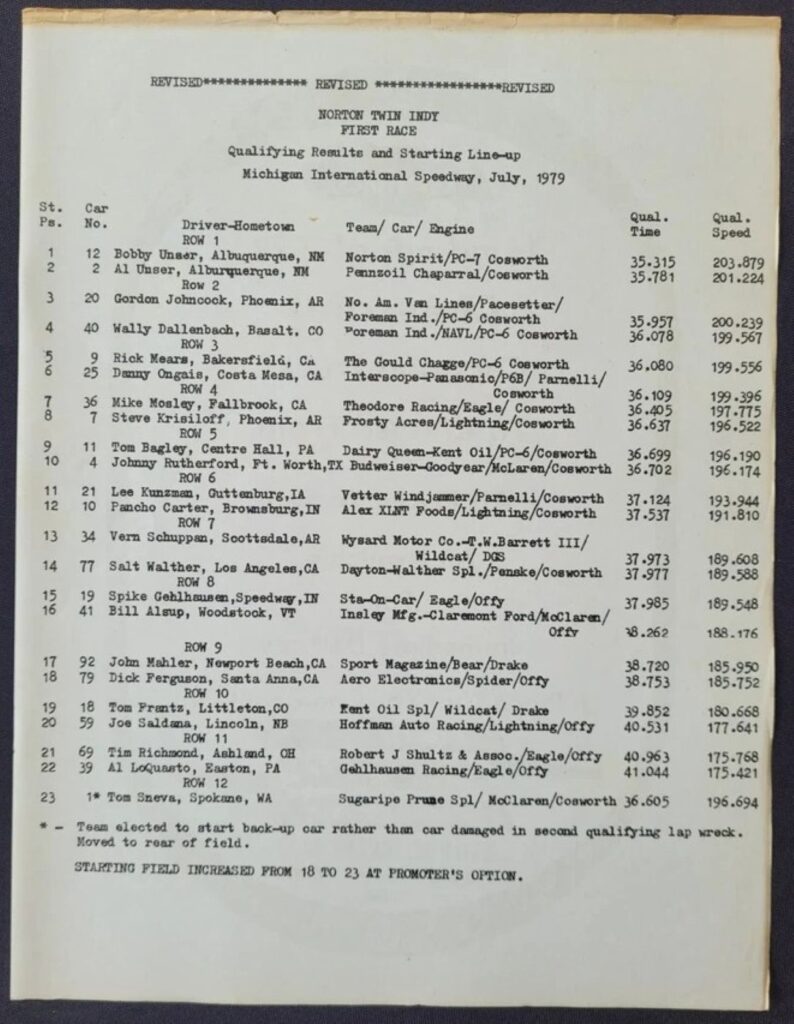 REVISED************** REVISED *****************REVISED
NORTON TWIN INDY
FIRST RACE
Qualifying Results and Starting Line-up
Michigan International Speedway, July, 1979
St. Car
Ps. No. Driver-Hometown Team/ Car/ Engine Qual. Time Qual. Speed
ROW 1
1 12 Bobby Unser, Albuquerque, NM Norton Spirit/PC-7 Cosworth 35.315 203.879
2 2 Al Unser, Alburquerque, NM Pennzoil Chaparral/Cosworth 35.781 201.224
Row 2
3 20 Gordon Johncock, Phoenix, AR No. Am. Van Lines/Pacesetter/
Foreman Ind./PC-6 Cosworth 35.957 200.239
4 40 Wally Dallenbach, Basalt, CO Foreman Ind./NAVL/PC-6 Cosworth 36.078 199.567
ROW 3
5 9 Rick Mears, Bakersfield, CA The Gould Chagge/PC-6 Cosworth 36.080 199.556
6 25 Danny Ongais, Costa Mesa, CA Interscope-Panasonic/P6B/ Parnelli/
Cosworth 36.109 199.396
ROW 4
7 36 Mike Mosley, Fallbrook, CA Theodore Racing/Eagle/ Cosworth 36.405 197.775
8 7 Steve Krisiloff, Phoenix, AR Frosty Acres/Lightning/Cosworth 36.637 196.522
ROW 5
9 11 Tom Bagley, Centre Hall, PA Dairy Queen-Kent Oil/PC-6/Cosworth 36.699 196.190
10 4 Johnny Rutherford, Ft. Worth,TX Budweiser-Goodyear/McLaren/Cosworth 36.702 196.174
ROW 6
11 21 Lee Kunzman, Guttenburg,IA Vetter Windjammer/Parnelli/Cosworth 37.124 193.944
12 10 Pancho Carter, Brownsburg,IN Alex XLNT Foods/Lightning/Cosworth 37.537 191.810
ROW 7
13 34 Vern Schuppan, Scottsdale,AR Wysard Motor Co.-T.W.Barrett III/
Wildcat/ DGS 37.973 189.608
14 77 Salt Walther, Los Angeles,CA Dayton-Walther Spl./Penske/Cosworth 37.977 189.588
ROW 8
15 19 Spike Gehlhausen,Speedway,IN Sta-On-Car/ Eagle/Offy 37.985 189.548
16 41 Bill Alsup, Woodstock, VT Insley Mfg.-Claremont Ford/McClaren/
Offy 38.262 188.176
ROW 9
17 92 John Mahler, Newport Beach,CA Sport Magazine/Bear/Drake 38.720 185.950
18 79 Dick Ferguson, Santa Anna,CA Aero Electronics/Spider/Offy 38.753 185.752
ROW 10
19 18 Tom Frantz, Littleton,CO Kent Oil Spl/ Wildcat/ Drake 39.852 180.668
20 59 Joe Saldana, Lincoln, NB Hoffman Auto Racing/Lightning/Offy 40.531 177.641
ROW 11
21 69 Tim Richmond, Ashland, OH Robert J Shultz & Assoc./Eagle/Offy 40.963 175.768
22 39 Al LoQuasto, Easton, PA Gehlhausen Racing/Eagle/Offy 41.044 175.421
ROW 12
23 1* Tom Sneva, Spokane, WA Sugaripe Prune Spl/ McClaren/Cosworth 36.605 196.694
* - Team elected to start back-up car rather than car damaged in second qualifying lap wreck.
Moved to rear of field.
STARTING FIELD INCREASED FROM 18 TO 23 AT PROMOTER'S OPTION.